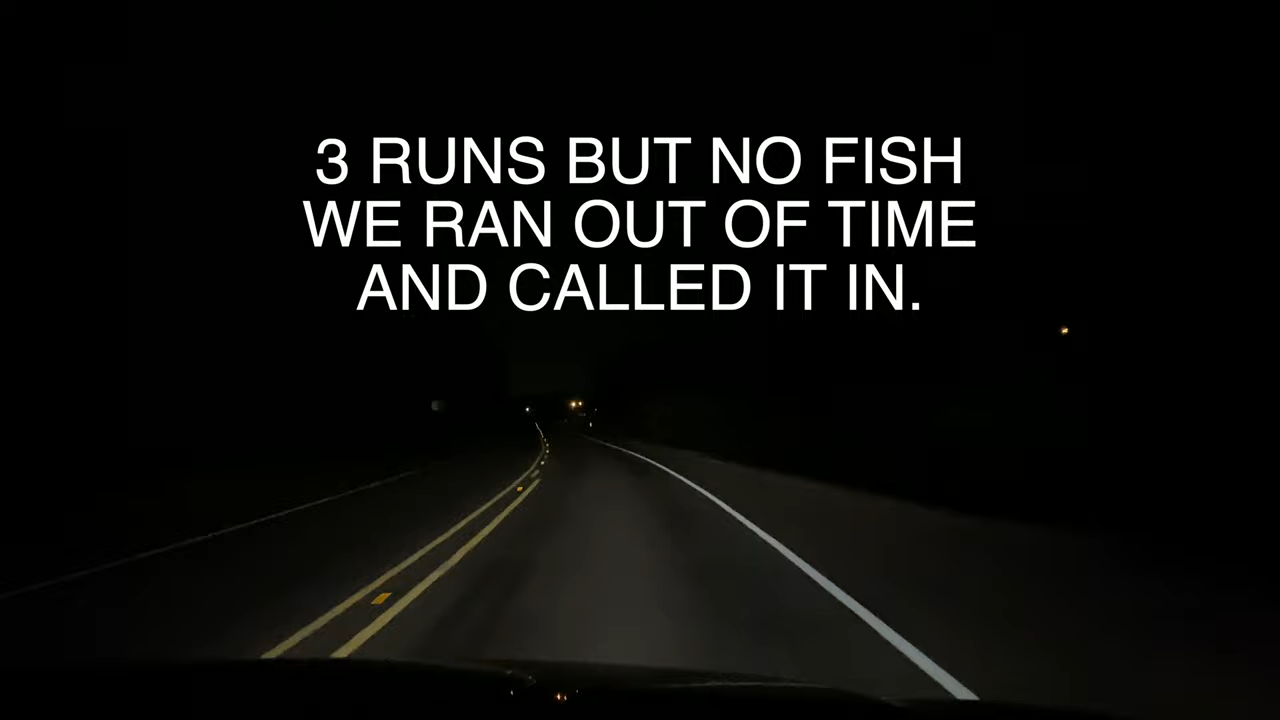 3 RUNS BUT NO FISH
WE RAN OUT OF TIME
AND CALLED IT IN.